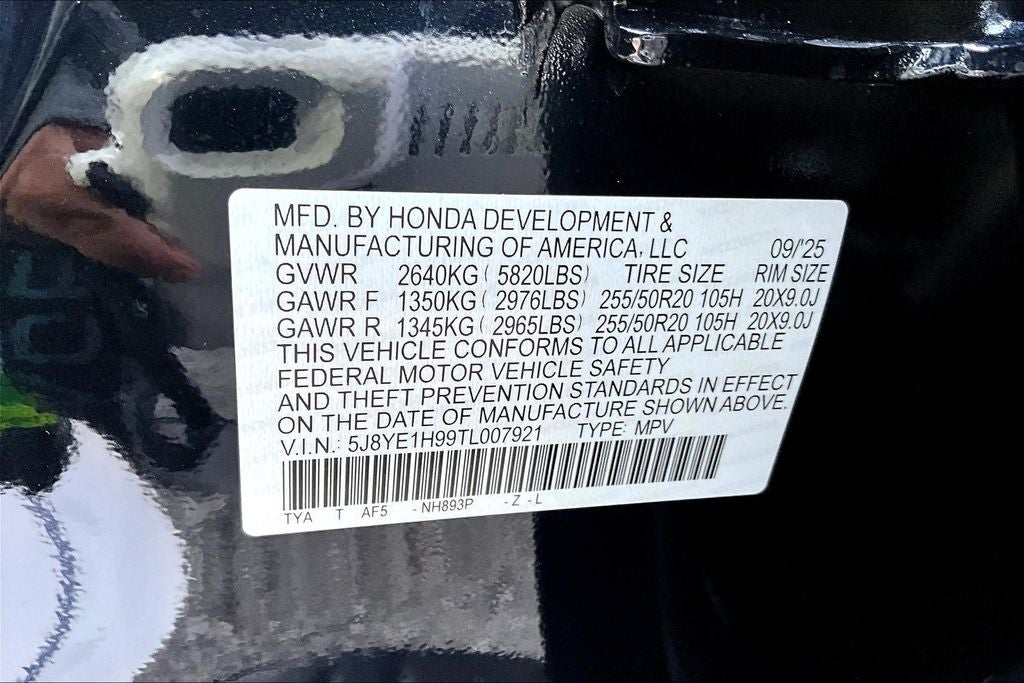 MFD. BY HONDA DEVELOPMENT &
MANUFACTURING OF AMERICA, LLC 09/'25
GVWR 2640KG ( 5820LBS) TIRE SIZE RIM SIZE
GAWR F 1350KG ( 2976LBS) 255/50R20 105H 20X9.0J
GAWR R 1345KG ( 2965LBS) 255/50R20 105H 20X9.0J
THIS VEHICLE CONFORMS TO ALL APPLICABLE
FEDERAL MOTOR VEHICLE SAFETY
AND THEFT PREVENTION STANDARDS IN EFFECT
ON THE DATE OF MANUFACTURE SHOWN ABOVE.
V.I.N.: 5J8YE1H99TL007921 TYPE: MPV
TYA T AF5 - NH893P - Z - L